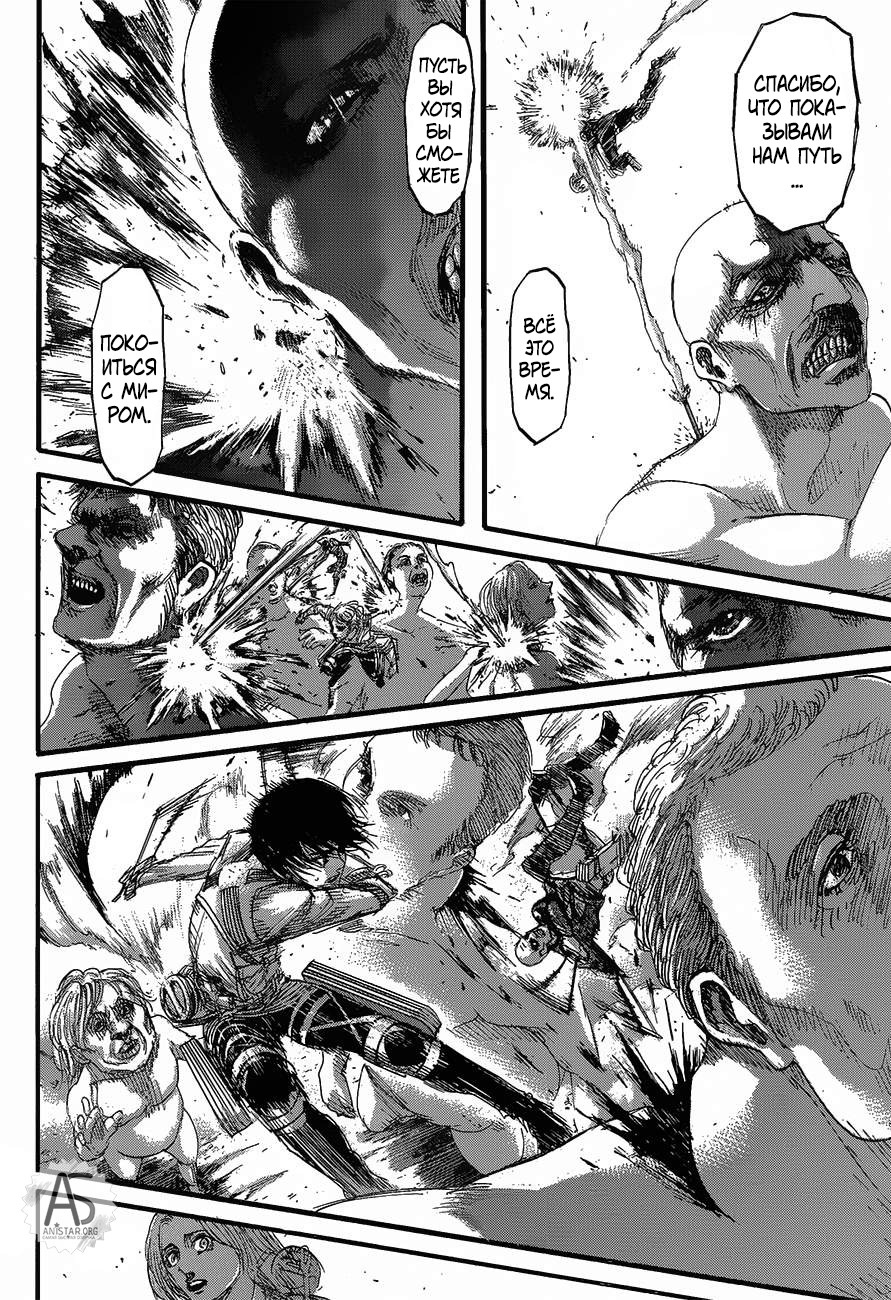 СПАСИБО,
ЧТО ПОКА-
ЗЫВАЛИ
НАМ ПУТЬ
...
ВСЁ ЭТО
ВРЕ-
МЯ.
ПУСТЬ
ВЫ
ХОТЯ
БЫ
СМО-
ЖЕТЕ
ПОКО-
ИТЬСЯ
С МИ-
РОМ.
AS
ANISTAR.ORG